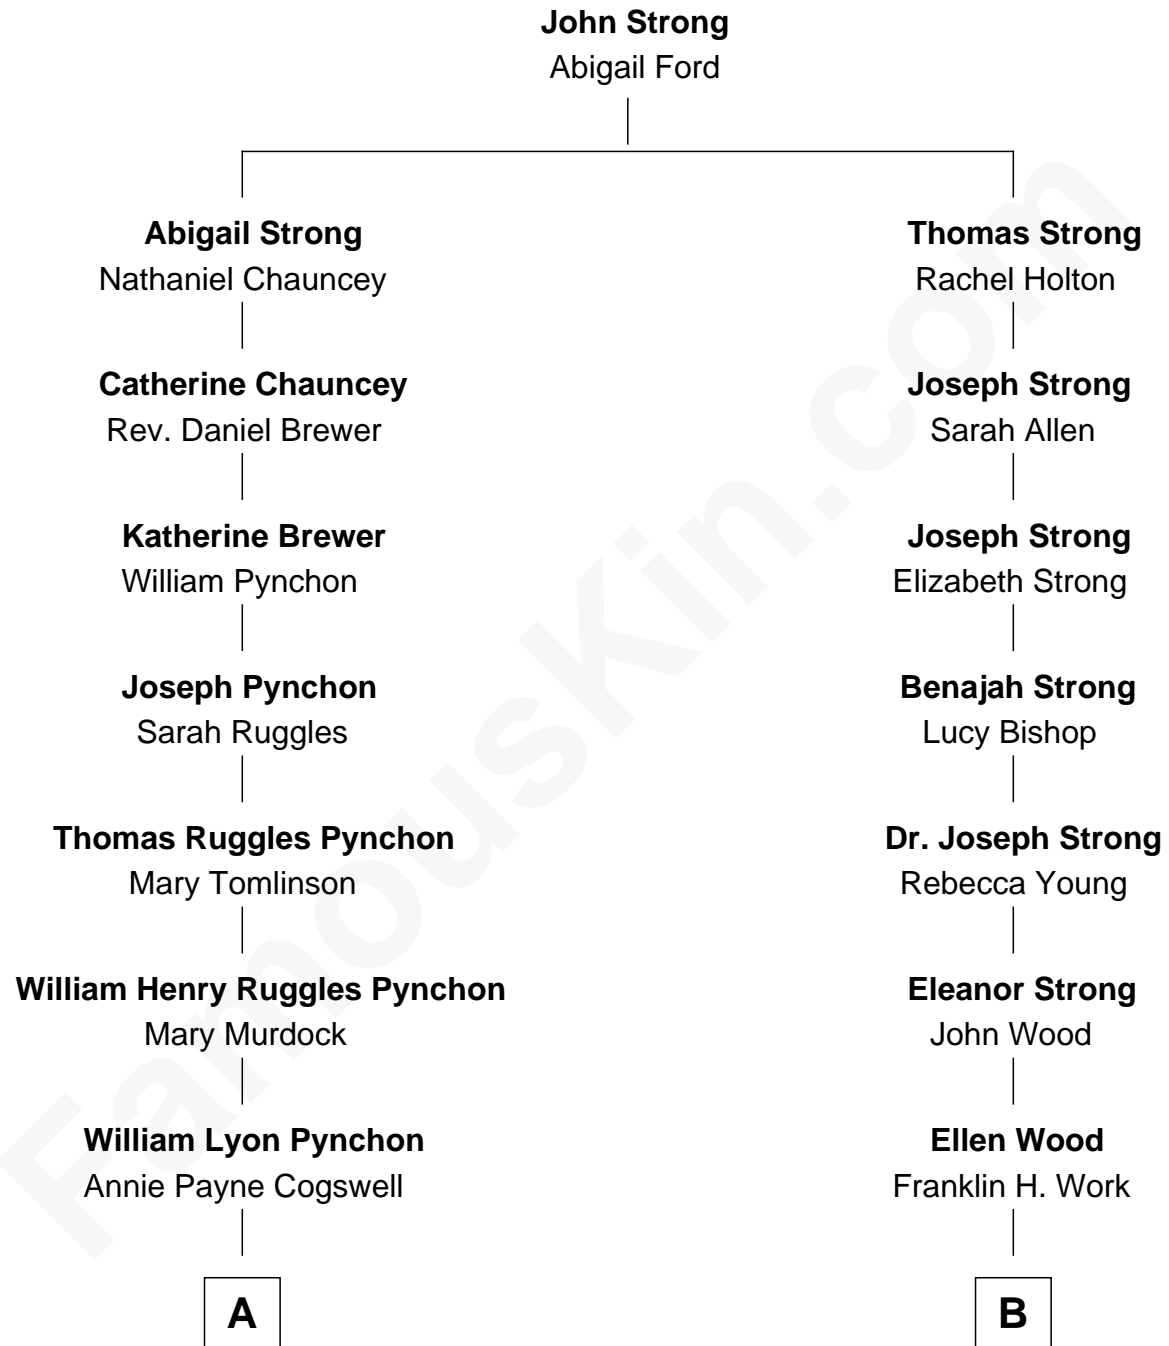 John Strong
Abigail Ford
Abigail Strong
Nathaniel Chauncey
Thomas Strong
Rachel Holton
Catherine Chauncey
Rev. Daniel Brewer
Joseph Strong
Sarah Allen
Katherine Brewer
William Pynchon
Joseph Strong
Elizabeth Strong
Joseph Pynchon
Sarah Ruggles
Benajah Strong
Lucy Bishop
Thomas Ruggles Pynchon
Mary Tomlinson
Dr. Joseph Strong
Rebecca Young
William Henry Ruggles Pynchon
Mary Murdock
Eleanor Strong
John Wood
William Lyon Pynchon
Annie Payne Cogswell
Ellen Wood
Franklin H. Work
A
B
FamousKin.com